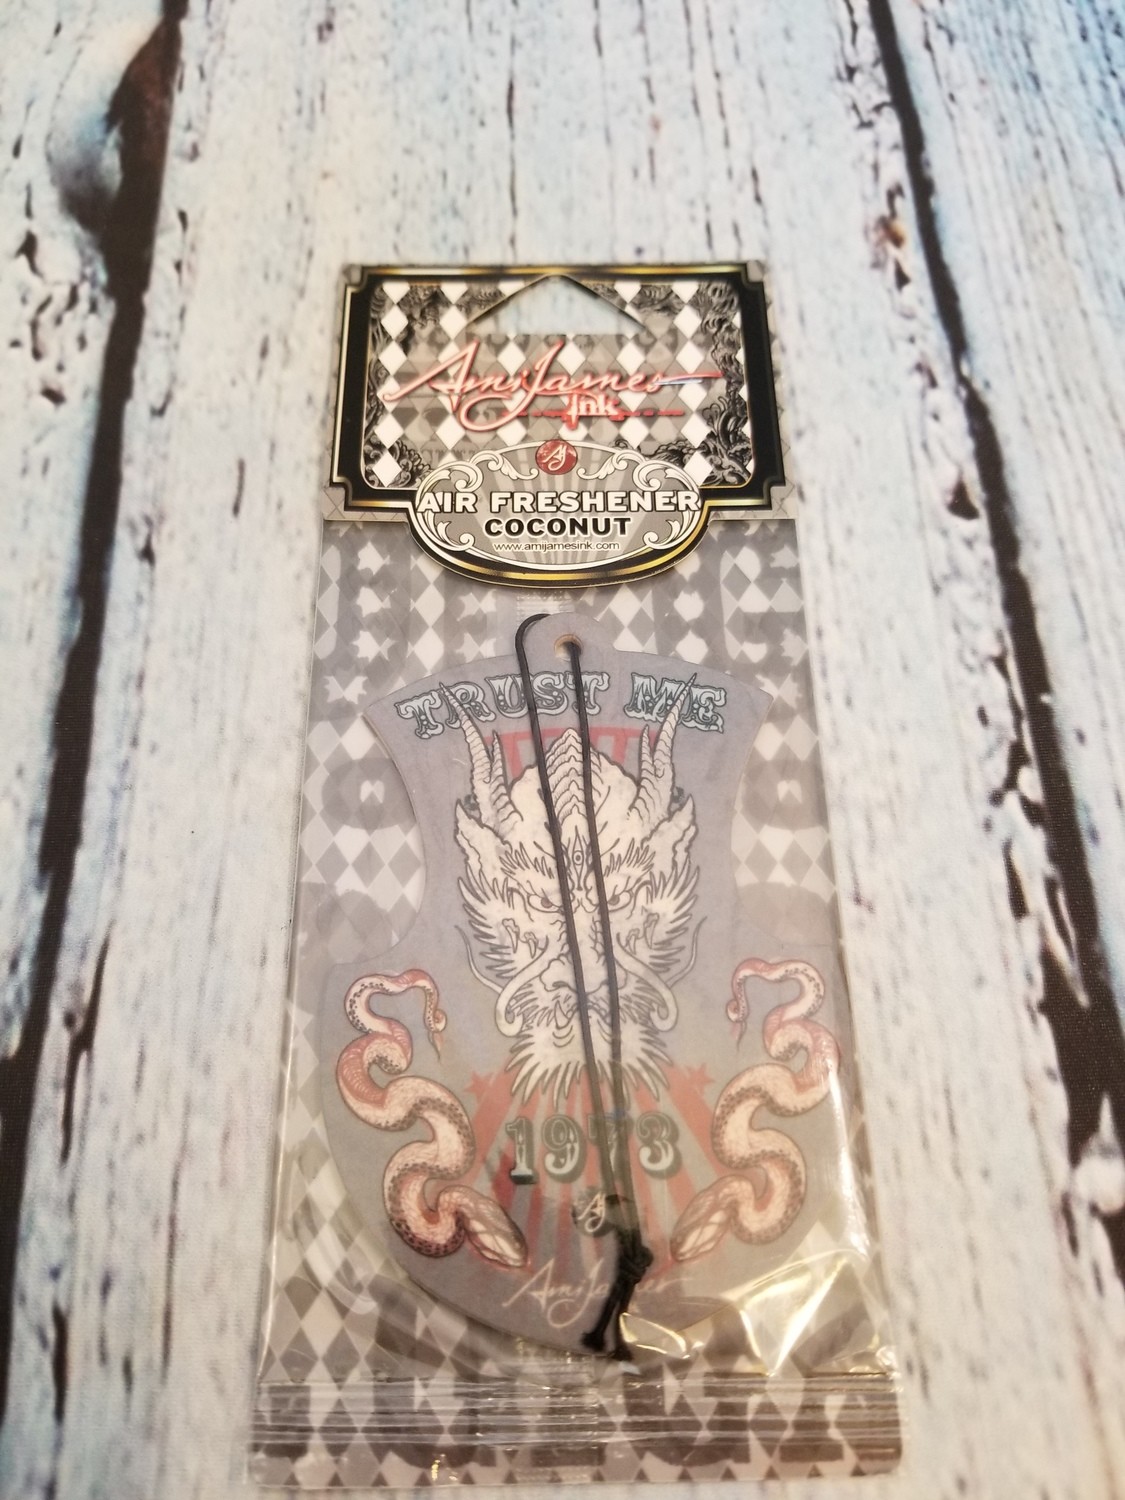 AmiJames
Ink
AJ
AIR FRESHENER
COCONUT
www.amijamesink.com
TRUST ME
1973
AJ
AmiJames